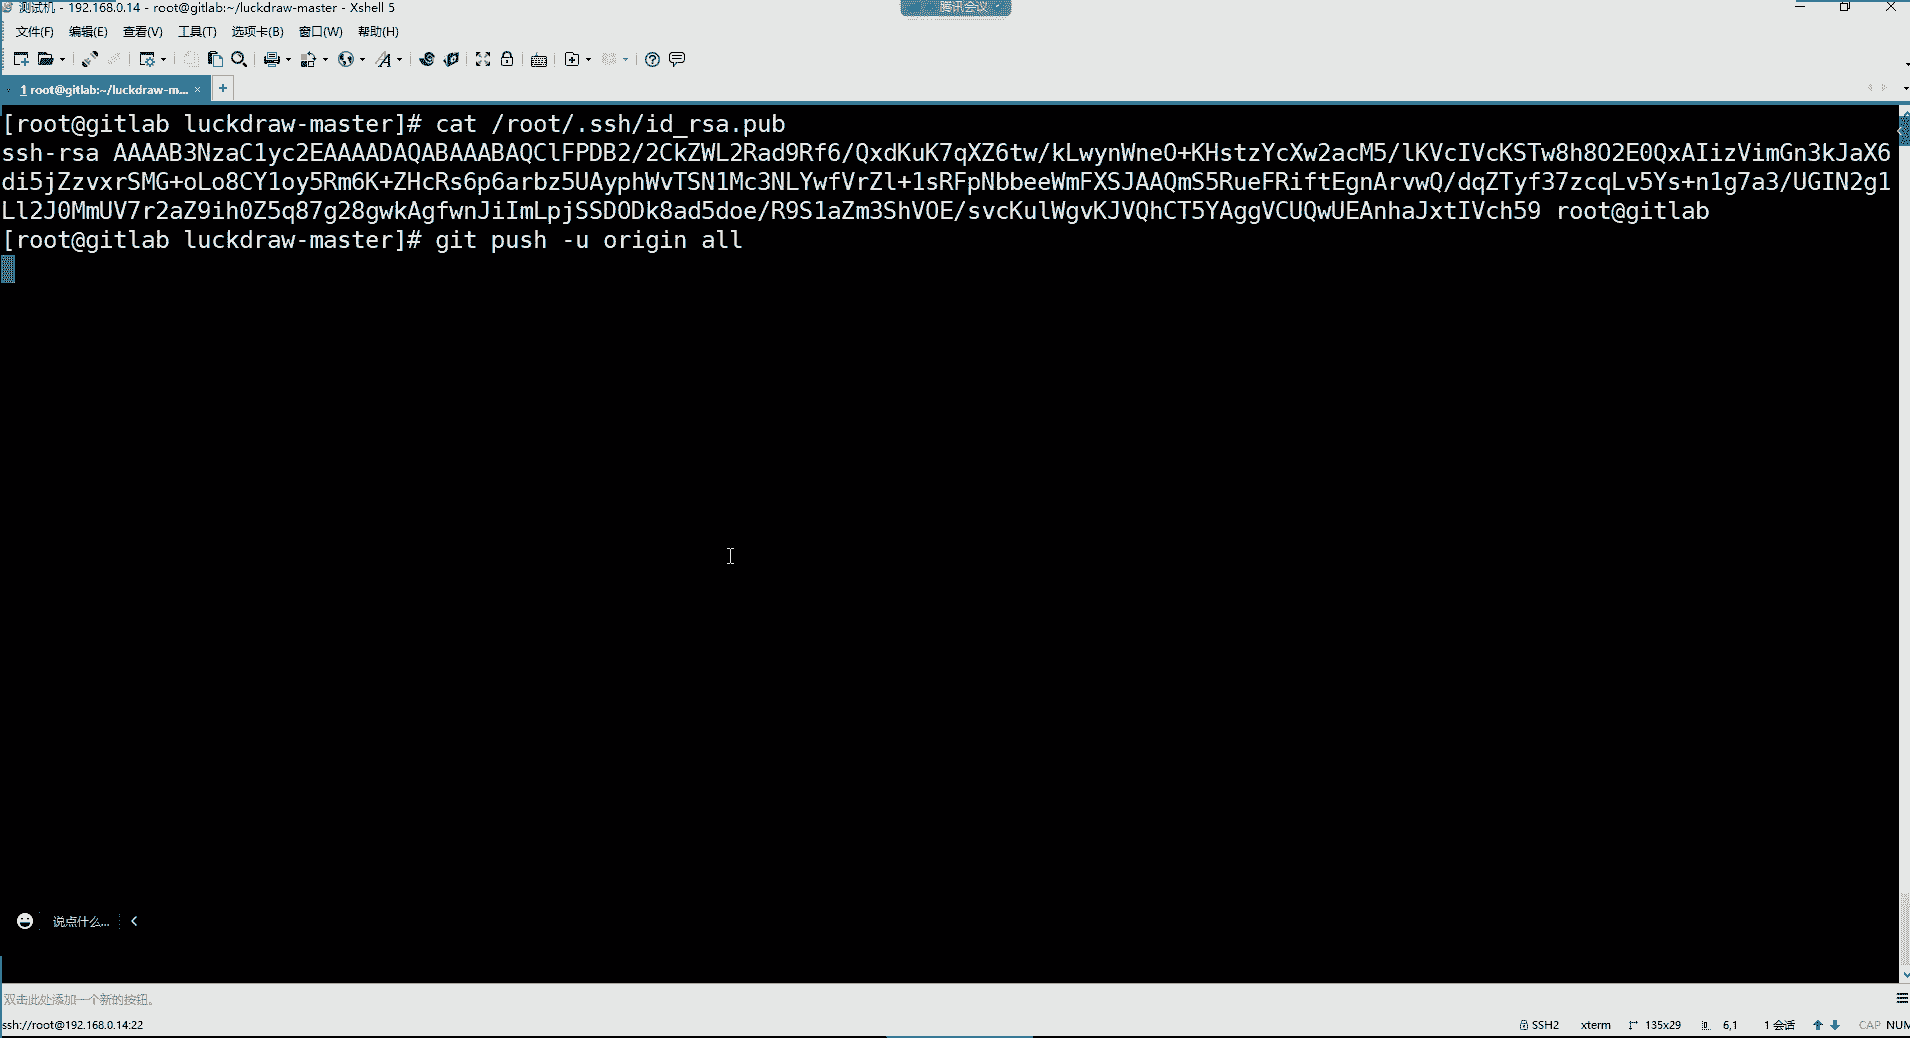 测试机 - 192.168.0.14 - root@gitlab:~/luckdraw-master - Xshell 5
腾讯会议
文件(F) 编辑(E) 查看(V) 工具(T) 选项卡(B) 窗口(W) 帮助(H)
1 root@gitlab:~/luckdraw-m... × +
[root@gitlab luckdraw-master]# cat /root/.ssh/id_rsa.pub
ssh-rsa AAAAB3NzaC1yc2EAAAADAQABAAABAQClFPDB2/2CkZWL2Rad9Rf6/QxdKuK7qXZ6tw/kLwynWneO+KHstzYcXw2acM5/lKVcIVcKSTw8h8O2E0QxAIizVimGn3kJaX6
di5jZzvxrSMG+oLo8CY1oy5Rm6K+ZHcRs6p6arbz5UAyphWvTSN1Mc3NLYwfVrZl+1sRFpNbbeeWmFXSJAAQmS5RueFRiftEgnArvwQ/dqZTyf37zcqLv5Ys+n1g7a3/UGIN2g1
Ll2J0MmUV7r2aZ9ih0Z5q87g28gwkAgfwnJiImLpjSSDODk8ad5doe/R9S1aZm3ShVOE/svcKulWgvKJVQhCT5YAggVCUQwUEAnhaJxtIVch59 root@gitlab
[root@gitlab luckdraw-master]# git push -u origin all
说点什么...
双击此处添加一个新的按钮。
ssh://root@192.168.0.14:22 SSH2 xterm 135x29 6,1 1 会话 CAP NUM